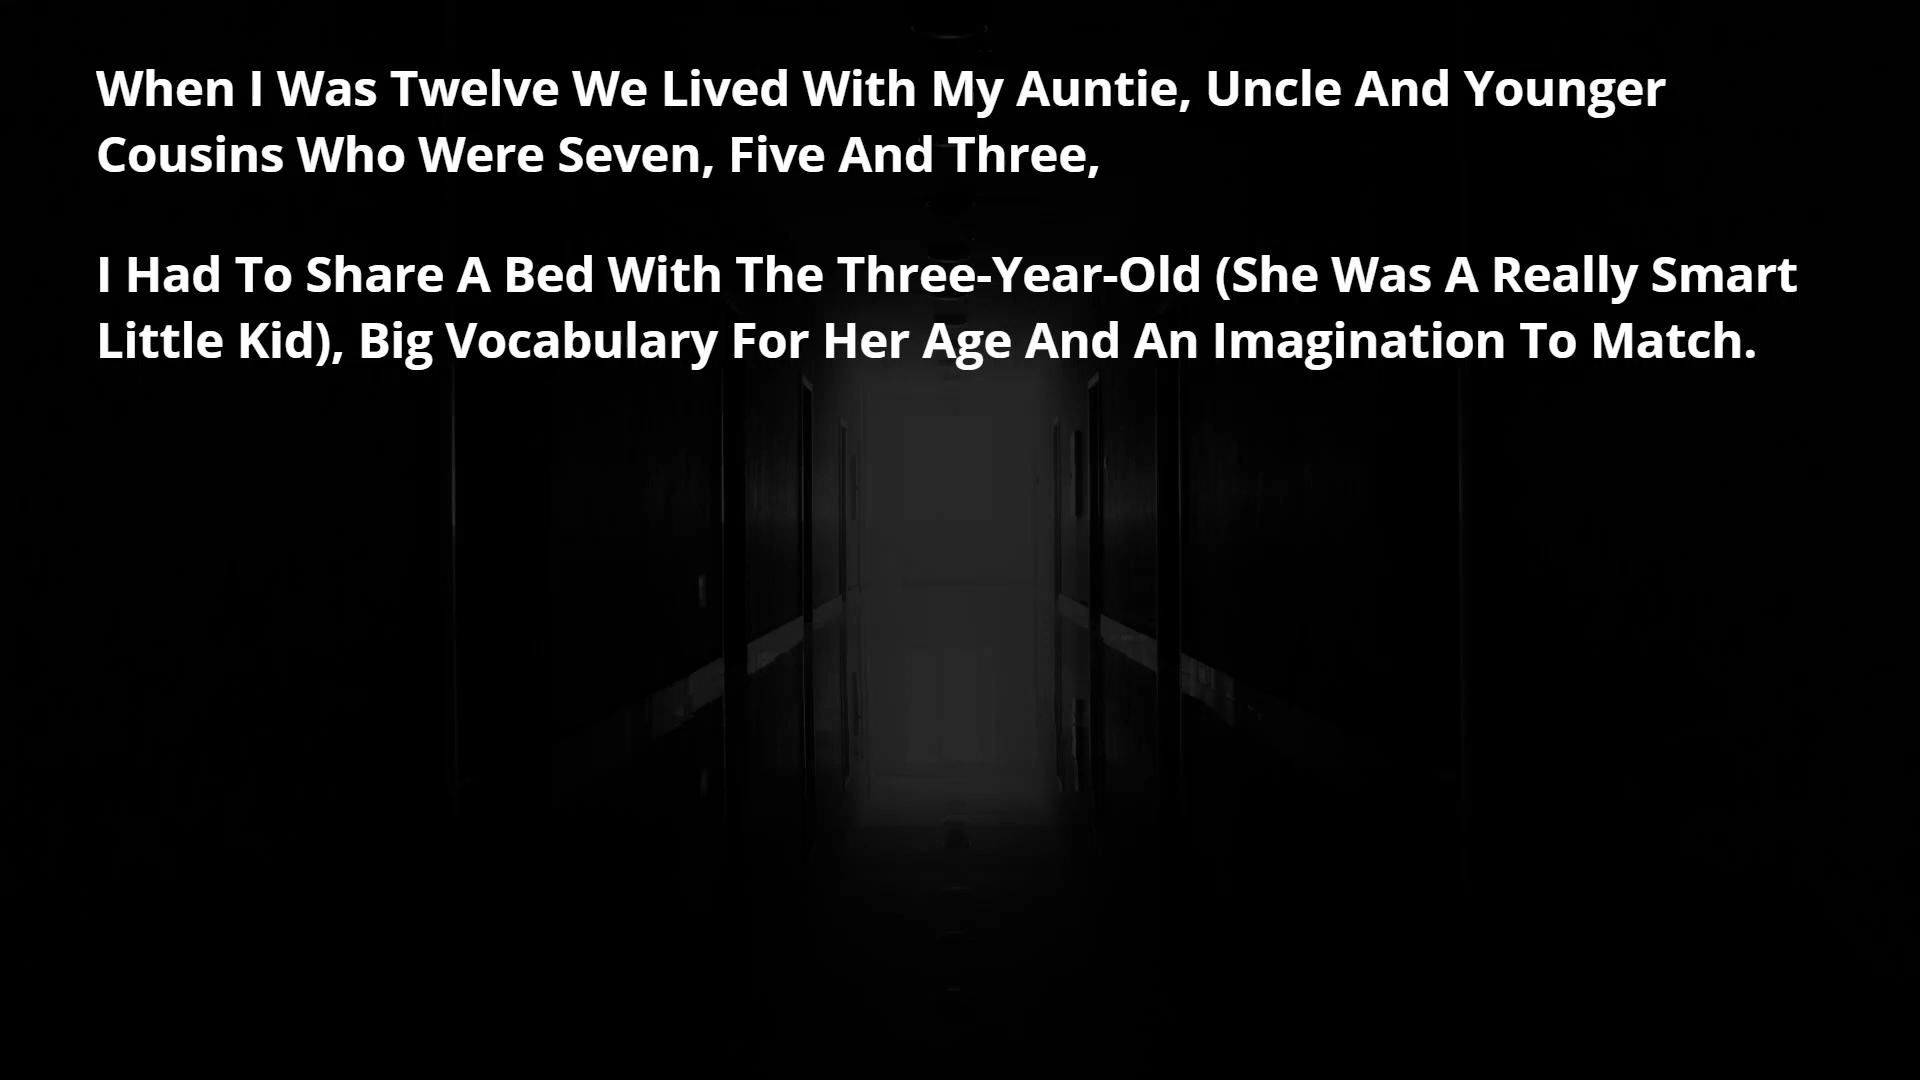 When I Was Twelve We Lived With My Auntie, Uncle And Younger
Cousins Who Were Seven, Five And Three,
I Had To Share A Bed With The Three-Year-Old (She Was A Really Smart
Little Kid), Big Vocabulary For Her Age And An Imagination To Match.